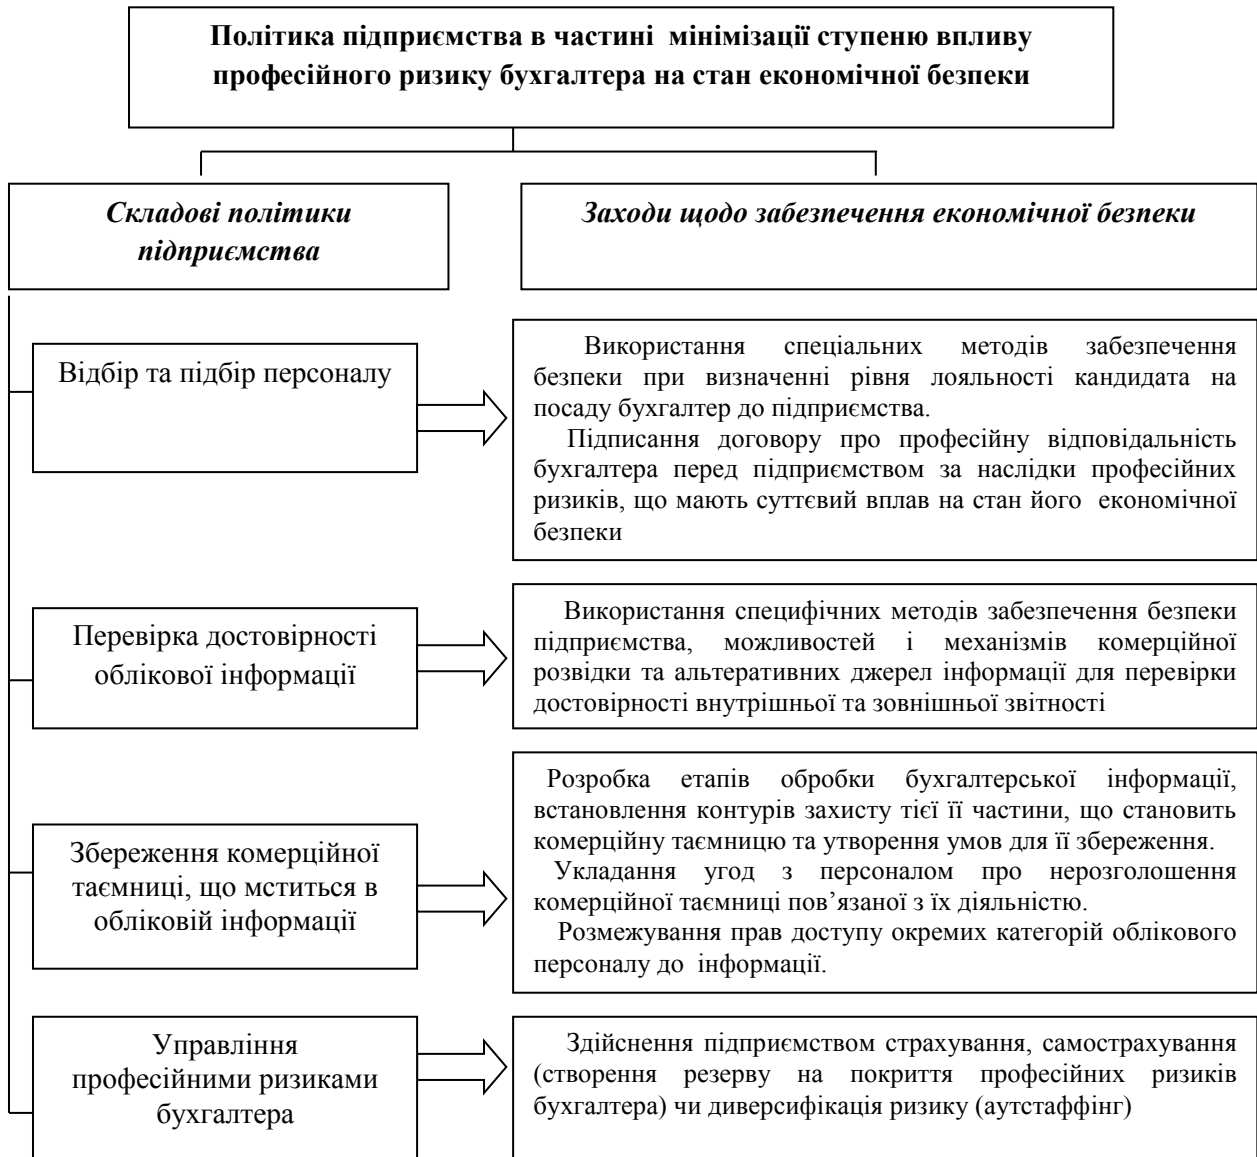 Політика підприємства в частині мінімізації ступеню впливу
професійного ризику бухгалтера на стан економічної безпеки
Складові політики
підприємства
Заходи щодо забезпечення економічної безпеки
Відбір та підбір персоналу
Використання спеціальних методів забезпечення
безпеки при визначенні рівня лояльності кандидата на
посаду бухгалтер до підприємства.
Підписання договору про професійну відповідальність
бухгалтера перед підприємством за наслідки професійних
ризиків, що мають суттєвий вплав на стан його економічної
безпеки
Перевірка достовірності
облікової інформації
Використання специфічних методів забезпечення безпеки
підприємства, можливостей і механізмів комерційної
розвідки та альтеративних джерел інформації для перевірки
достовірності внутрішньої та зовнішньої звітності
Збереження комерційної
таємниці, що мститься в
обліковій інформації
Розробка етапів обробки бухгалтерської інформації,
встановлення контурів захисту тієї її частини, що становить
комерційну таємницю та утворення умов для її збереження.
Укладання угод з персоналом про нерозголошення
комерційної таємниці пов’язаної з їх діяльністю.
Розмежування прав доступу окремих категорій облікового
персоналу до інформації.
Управління
професійними ризиками
бухгалтера
Здійснення підприємством страхування, самострахування
(створення резерву на покриття професійних ризиків
бухгалтера) чи диверсифікація ризику (аутстаффінг)